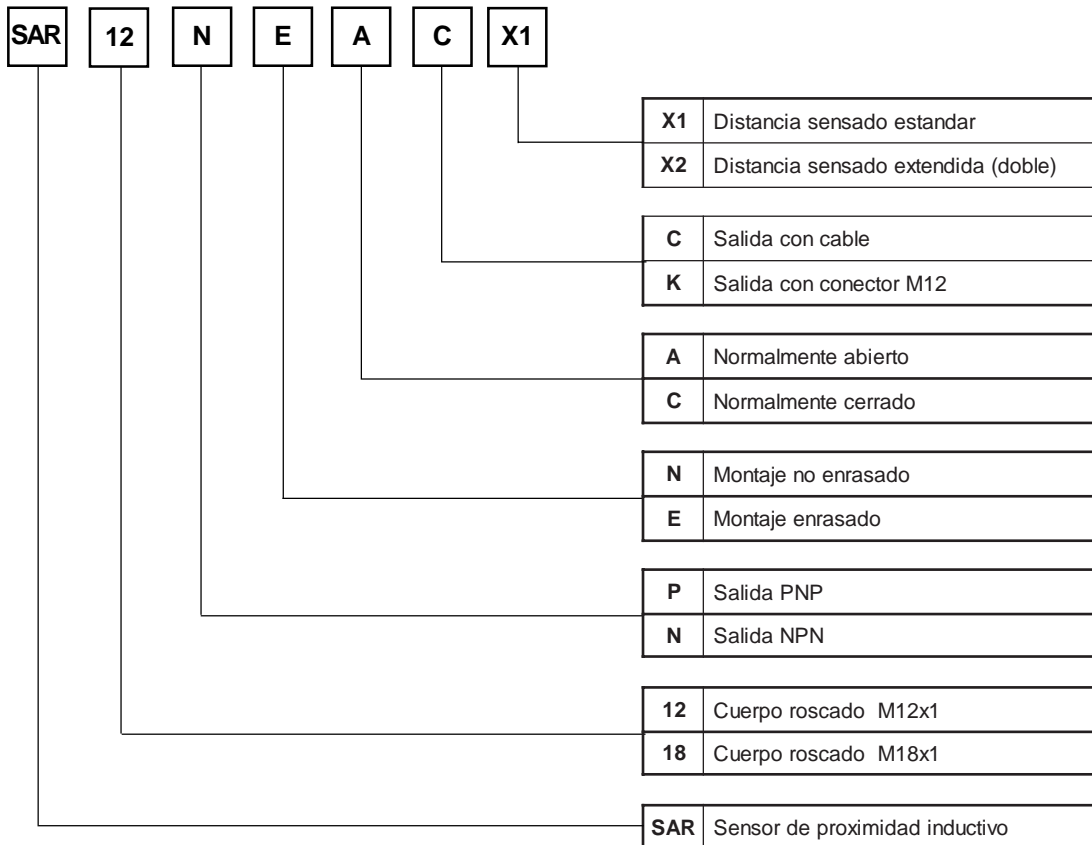 SAR 12 N E A C X1
X1 Distancia sensado estandar
X2 Distancia sensado extendida (doble)
C Salida con cable
K Salida con conector M12
A Normalmente abierto
C Normalmente cerrado
N Montaje no enrasado
E Montaje enrasado
P Salida PNP
N Salida NPN
12 Cuerpo roscado M12x1
18 Cuerpo roscado M18x1
SAR Sensor de proximidad inductivo